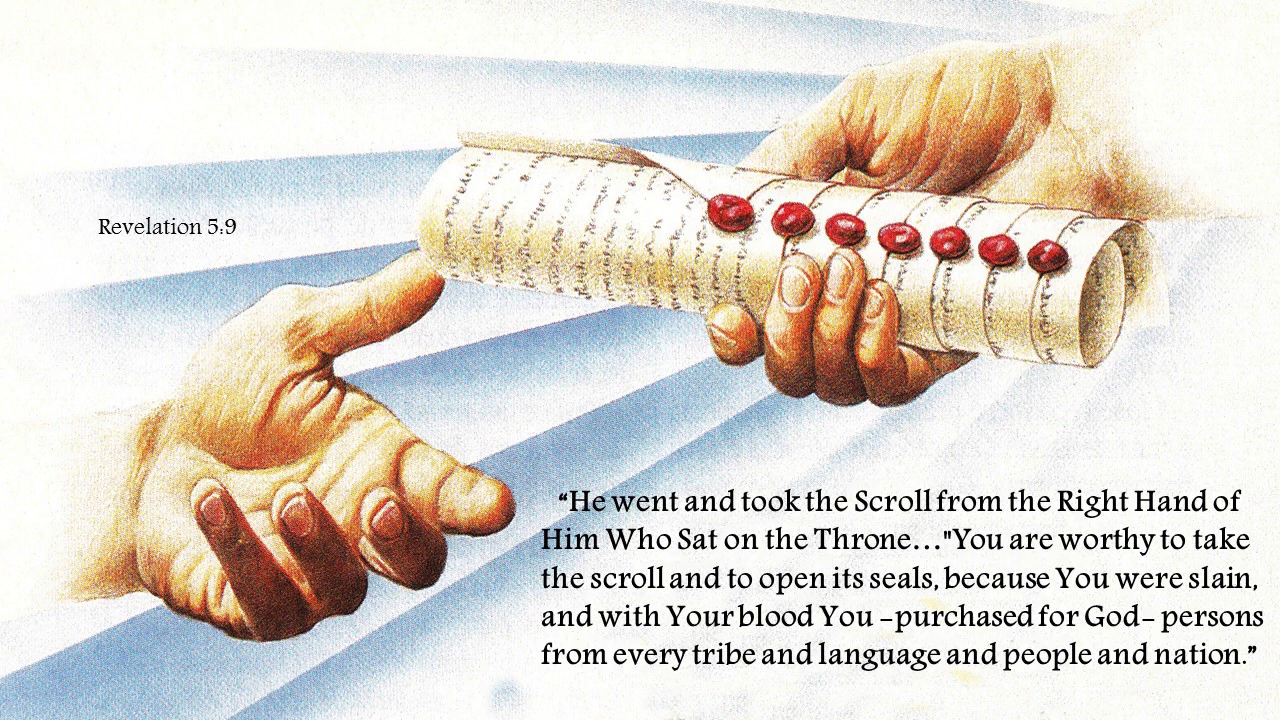 Revelation 5:9
“He went and took the Scroll from the Right Hand of
Him Who Sat on the Throne…"You are worthy to take
the scroll and to open its seals, because You were slain,
and with Your blood You –purchased for God– persons
from every tribe and language and people and nation.”